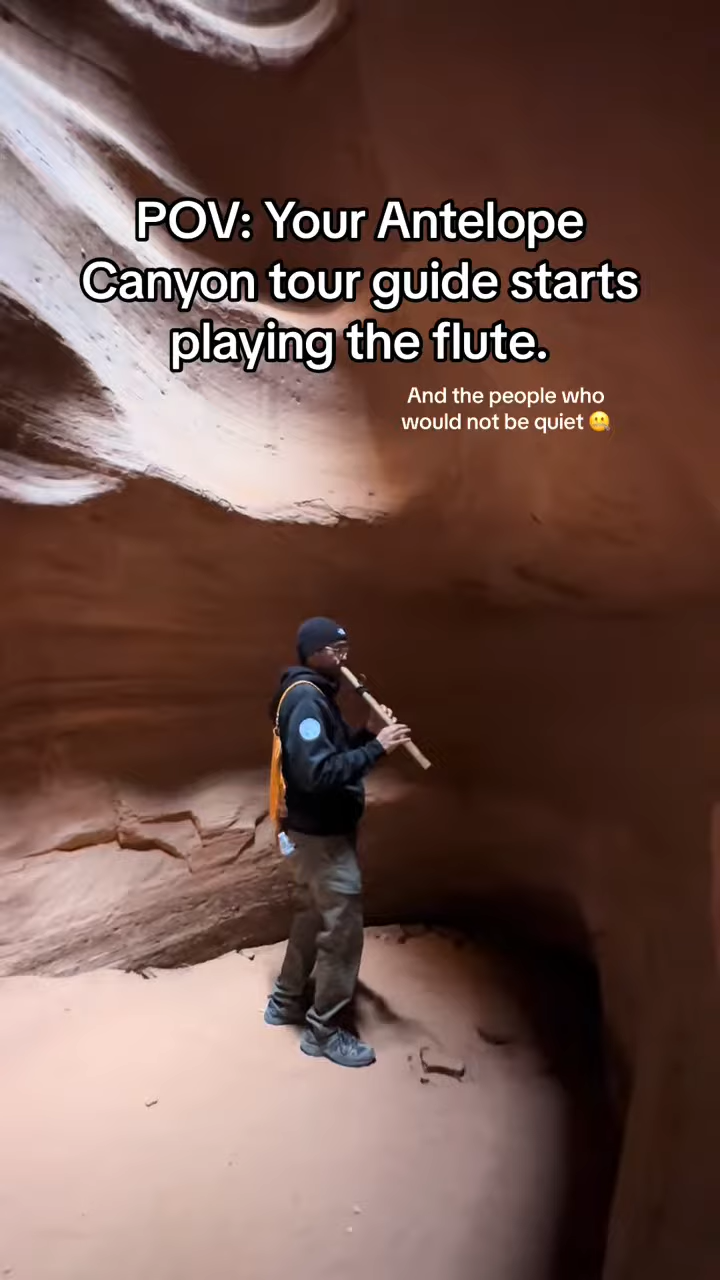 POV: Your Antelope
Canyon tour guide starts
playing the flute.
And the people who
would not be quiet 🤐